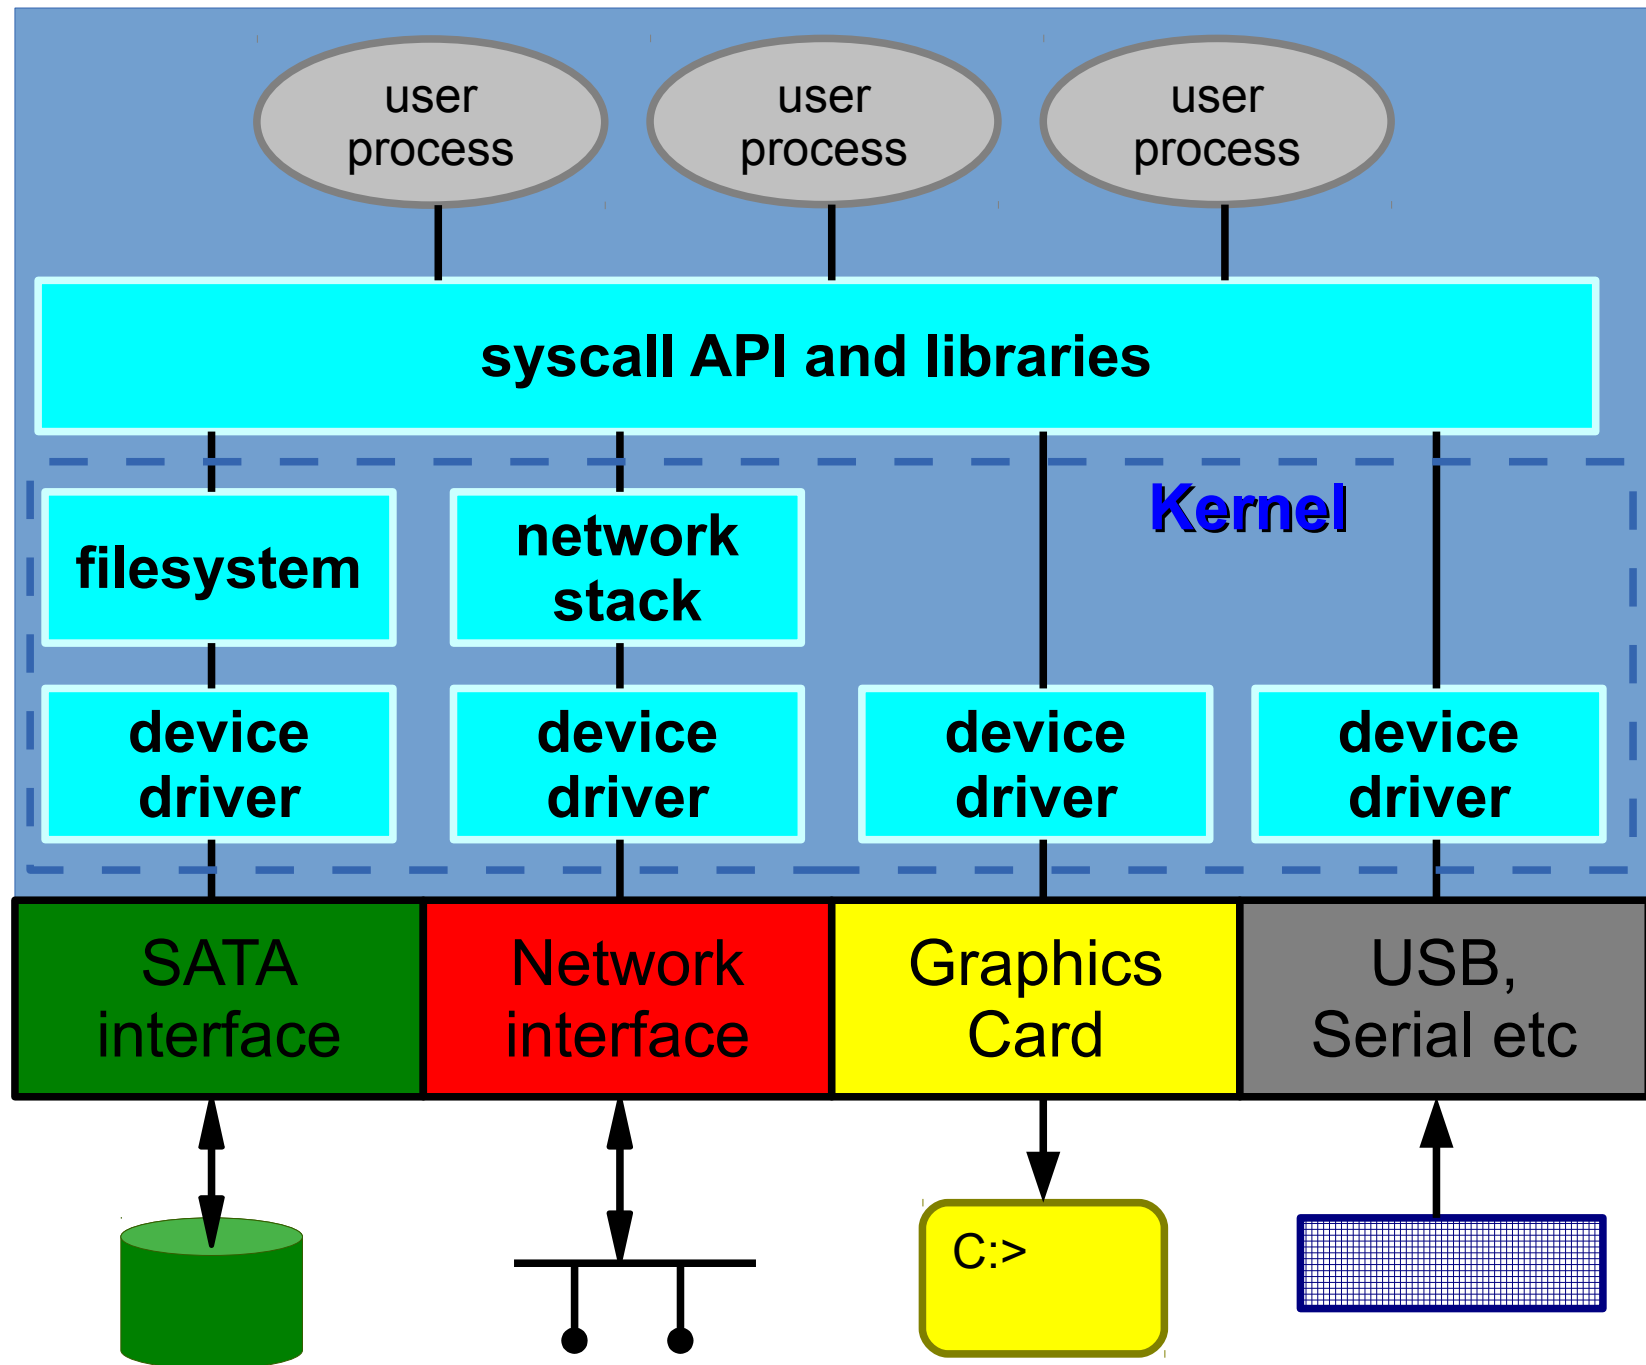 user
process
user
process
user
process
syscall API and libraries
Kernel
filesystem
network
stack
device
driver
device
driver
device
driver
device
driver
SATA
interface
Network
interface
Graphics
Card
USB,
Serial etc
C:>